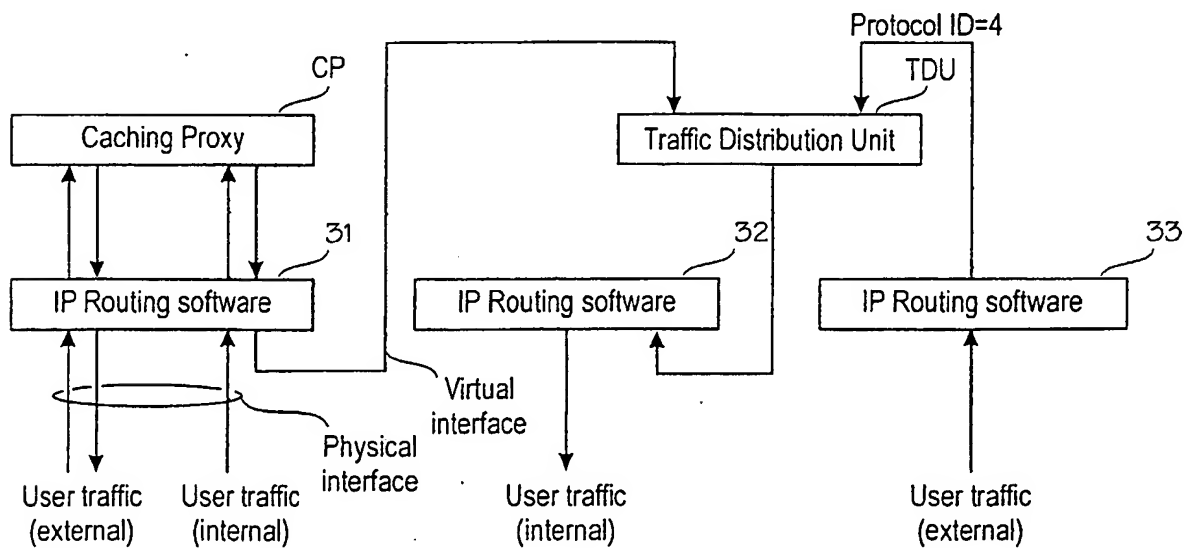 Protocol ID=4
CP
TDU
Caching Proxy
Traffic Distribution Unit
31
32
33
IP Routing software
IP Routing software
IP Routing software
Virtual
interface
Physical
interface
User traffic
(external)
User traffic
(internal)
User traffic
(internal)
User traffic
(external)